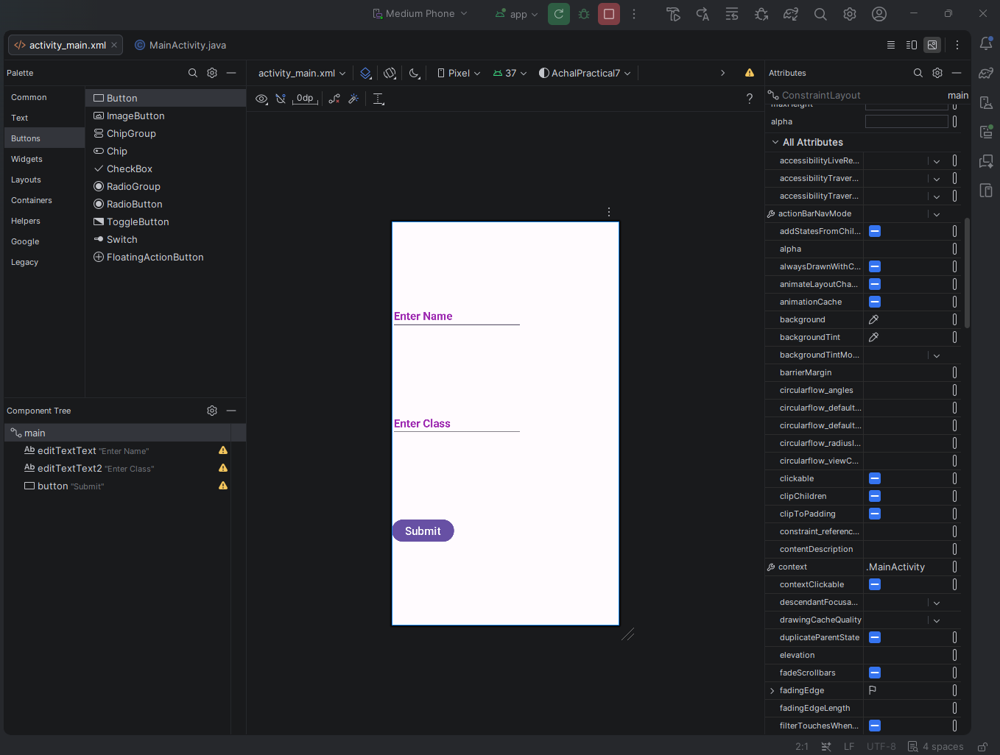 Medium Phone
app
activity_main.xml
MainActivity.java
Palette
activity_main.xml
Pixel
37
AchalPractical7
Attributes
Common
Text
Buttons
Widgets
Layouts
Containers
Helpers
Google
Legacy
Button
ImageButton
ChipGroup
Chip
CheckBox
RadioGroup
RadioButton
ToggleButton
Switch
FloatingActionButton
0dp
?
ConstraintLayout main
maxHeight
alpha
All Attributes
accessibilityLiveRe...
accessibilityTraver...
accessibilityTraver...
actionBarNavMode
addStatesFromChil...
alpha
alwaysDrawnWithC...
animateLayoutCha...
animationCache
background
backgroundTint
backgroundTintMo...
barrierMargin
circularflow_angles
circularflow_default...
circularflow_default...
circularflow_radiusI...
circularflow_viewC...
clickable
clipChildren
clipToPadding
constraint_referenc...
contentDescription
context .MainActivity
contextClickable
descendantFocusa...
drawingCacheQuality
duplicateParentState
elevation
fadeScrollbars
fadingEdge
fadingEdgeLength
filterTouchesWhen...
Enter Name
Enter Class
Submit
Component Tree
main
Ab editTextText "Enter Name"
Ab editTextText2 "Enter Class"
button "Submit"
2:1 LF UTF-8 4 spaces